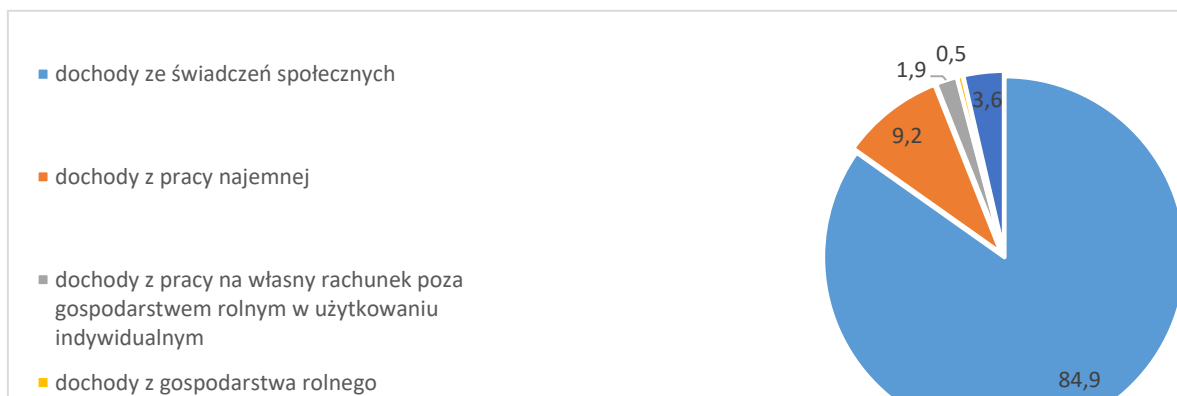 dochody ze świadczeń społecznych
dochody z pracy najemnej
dochody z pracy na własny rachunek poza
gospodarstwem rolnym w użytkowaniu
indywidualnym
dochody z gospodarstwa rolnego
0,5
1,9
3,6
9,2
84,9